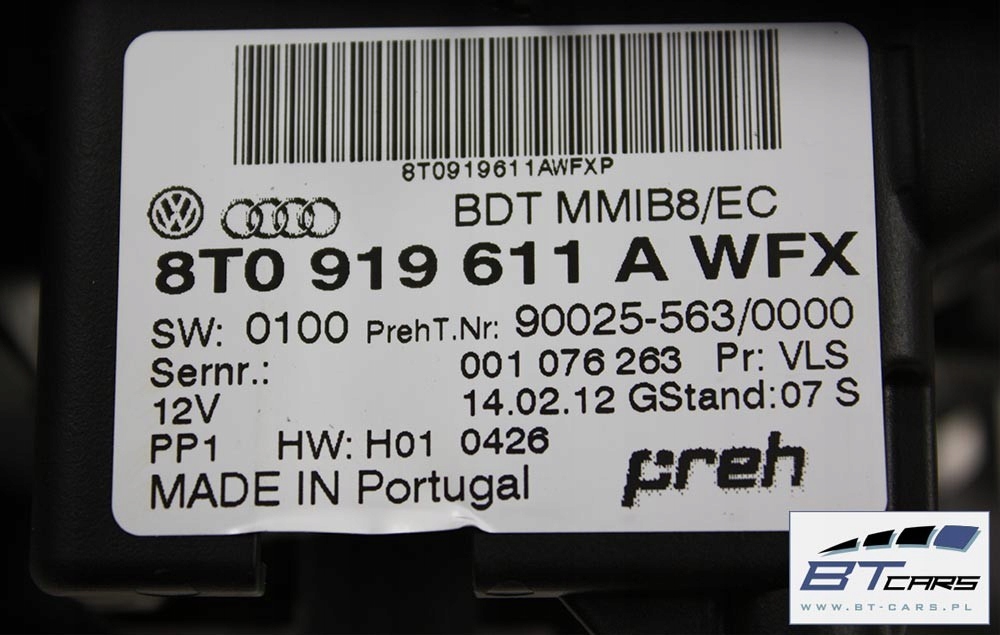 8T0919611AWFXP
BDT MMIB8/EC
8T0 919 611 A WFX
SW: 0100 PrehT.Nr: 90025-563/0000
Sernr.: 001 076 263 Pr: VLS
12V 14.02.12 GStand:07 S
PP1 HW: H01 0426
preh
MADE IN Portugal
BT CARS
WWW.BT-CARS.PL